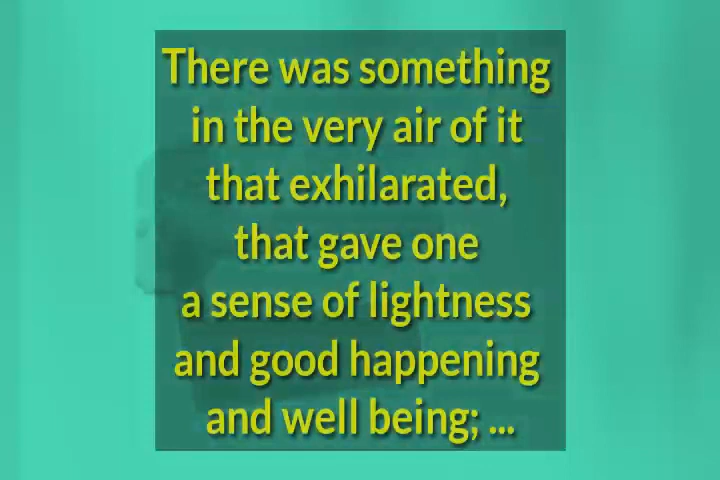 There was something
in the very air of it
that exhilarated,
that gave one
a sense of lightness
and good happening
and well being; ...